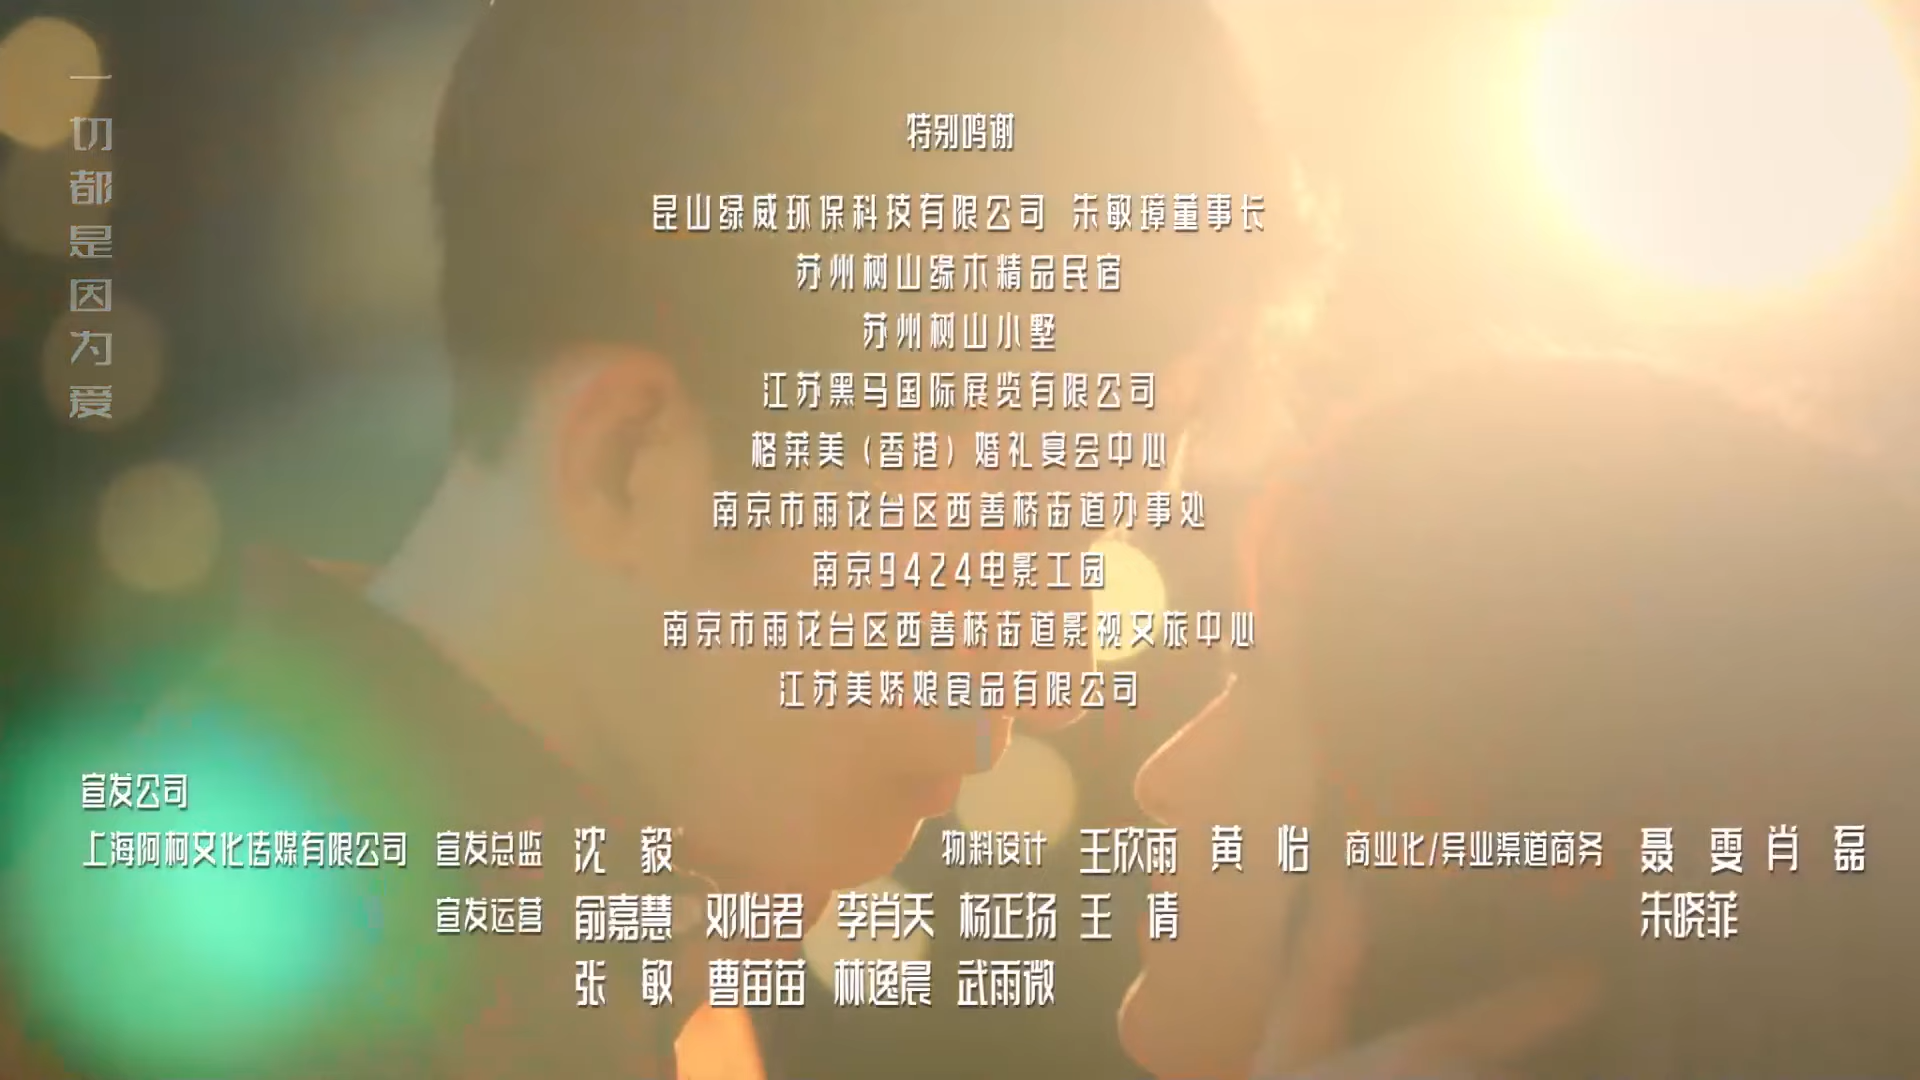 一切都是因为爱
特别鸣谢
昆山绿威环保科技有限公司 朱敏璋董事长
苏州树山缘木精品民宿
苏州树山小墅
江苏黑马国际展览有限公司
格莱美（香港）婚礼宴会中心
南京市雨花台区西善桥街道办事处
南京9424电影工园
南京市雨花台区西善桥街道影视文旅中心
江苏美娇娘食品有限公司
宣发公司
上海阿柯文化传媒有限公司 宣发总监 沈 毅 物料设计 王欣雨 黄 怡 商业化/异业渠道商务 聂 雯 肖 磊
宣发运营 俞嘉慧 邓怡君 李肖天 杨正扬 王 倩 朱晓菲
张 敏 曹苗苗 林逸晨 武雨微